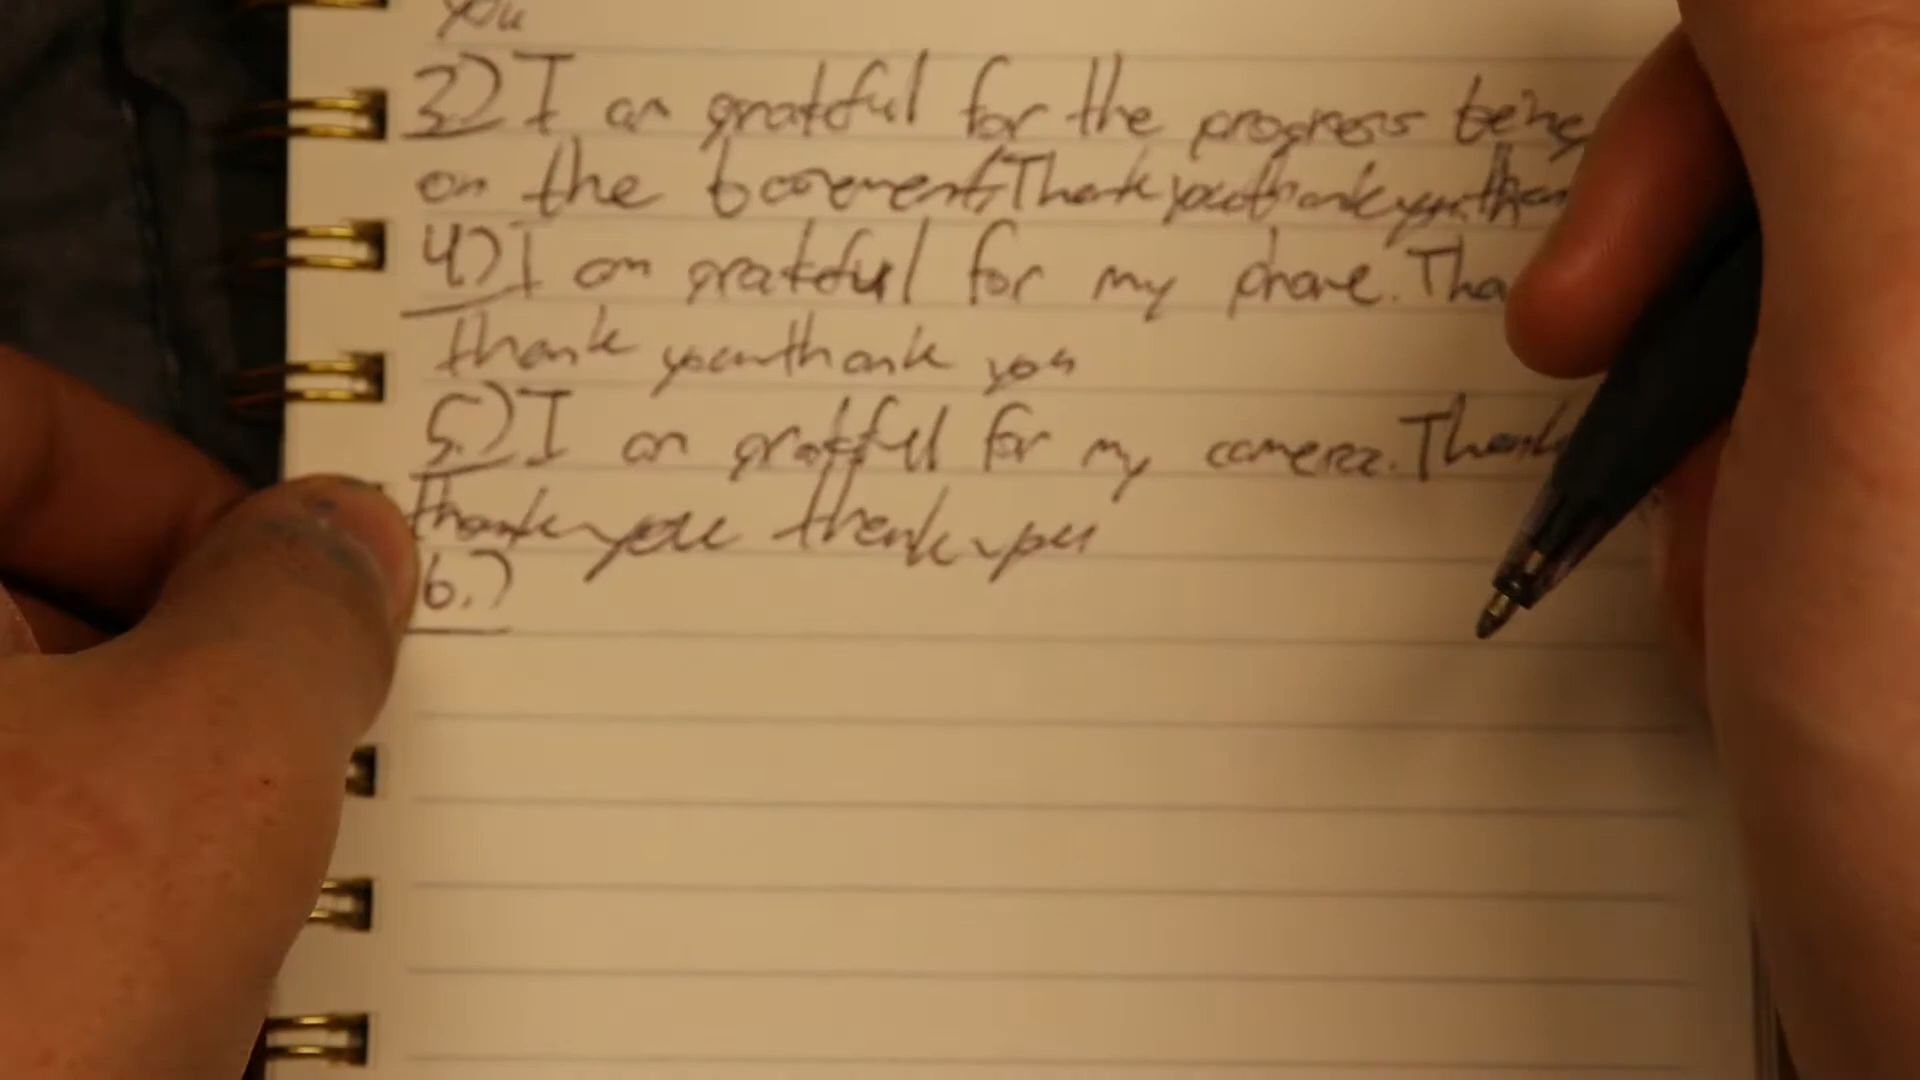 you
3.) I am grateful for the progress being
on the basement. Thank you thank you than
4.) I am grateful for my phone. Tha
thank you thank you
5.) I am grateful for my camera. Thank
thank you thank you
6.)